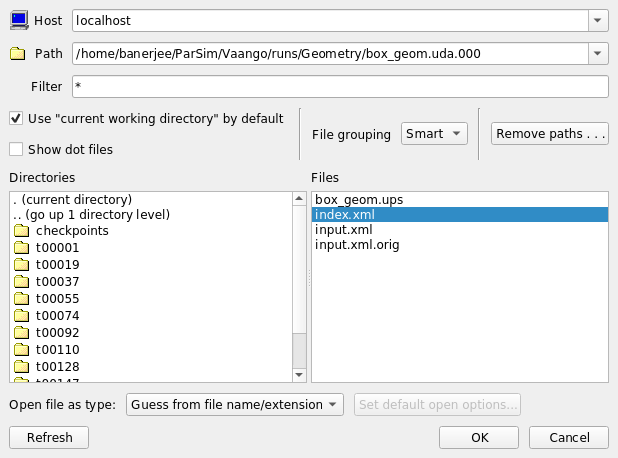 Host localhost
Path /home/banerjee/ParSim/Vaango/runs/Geometry/box_geom.uda.000
Filter *
Use "current working directory" by default
Show dot files
File grouping Smart
Remove paths . . .
Directories
. (current directory)
.. (go up 1 directory level)
checkpoints
t00001
t00019
t00037
t00055
t00074
t00092
t00110
t00128
t00147
Files
box_geom.ups
index.xml
input.xml
input.xml.orig
Open file as type: Guess from file name/extension Set default open options...
Refresh OK Cancel